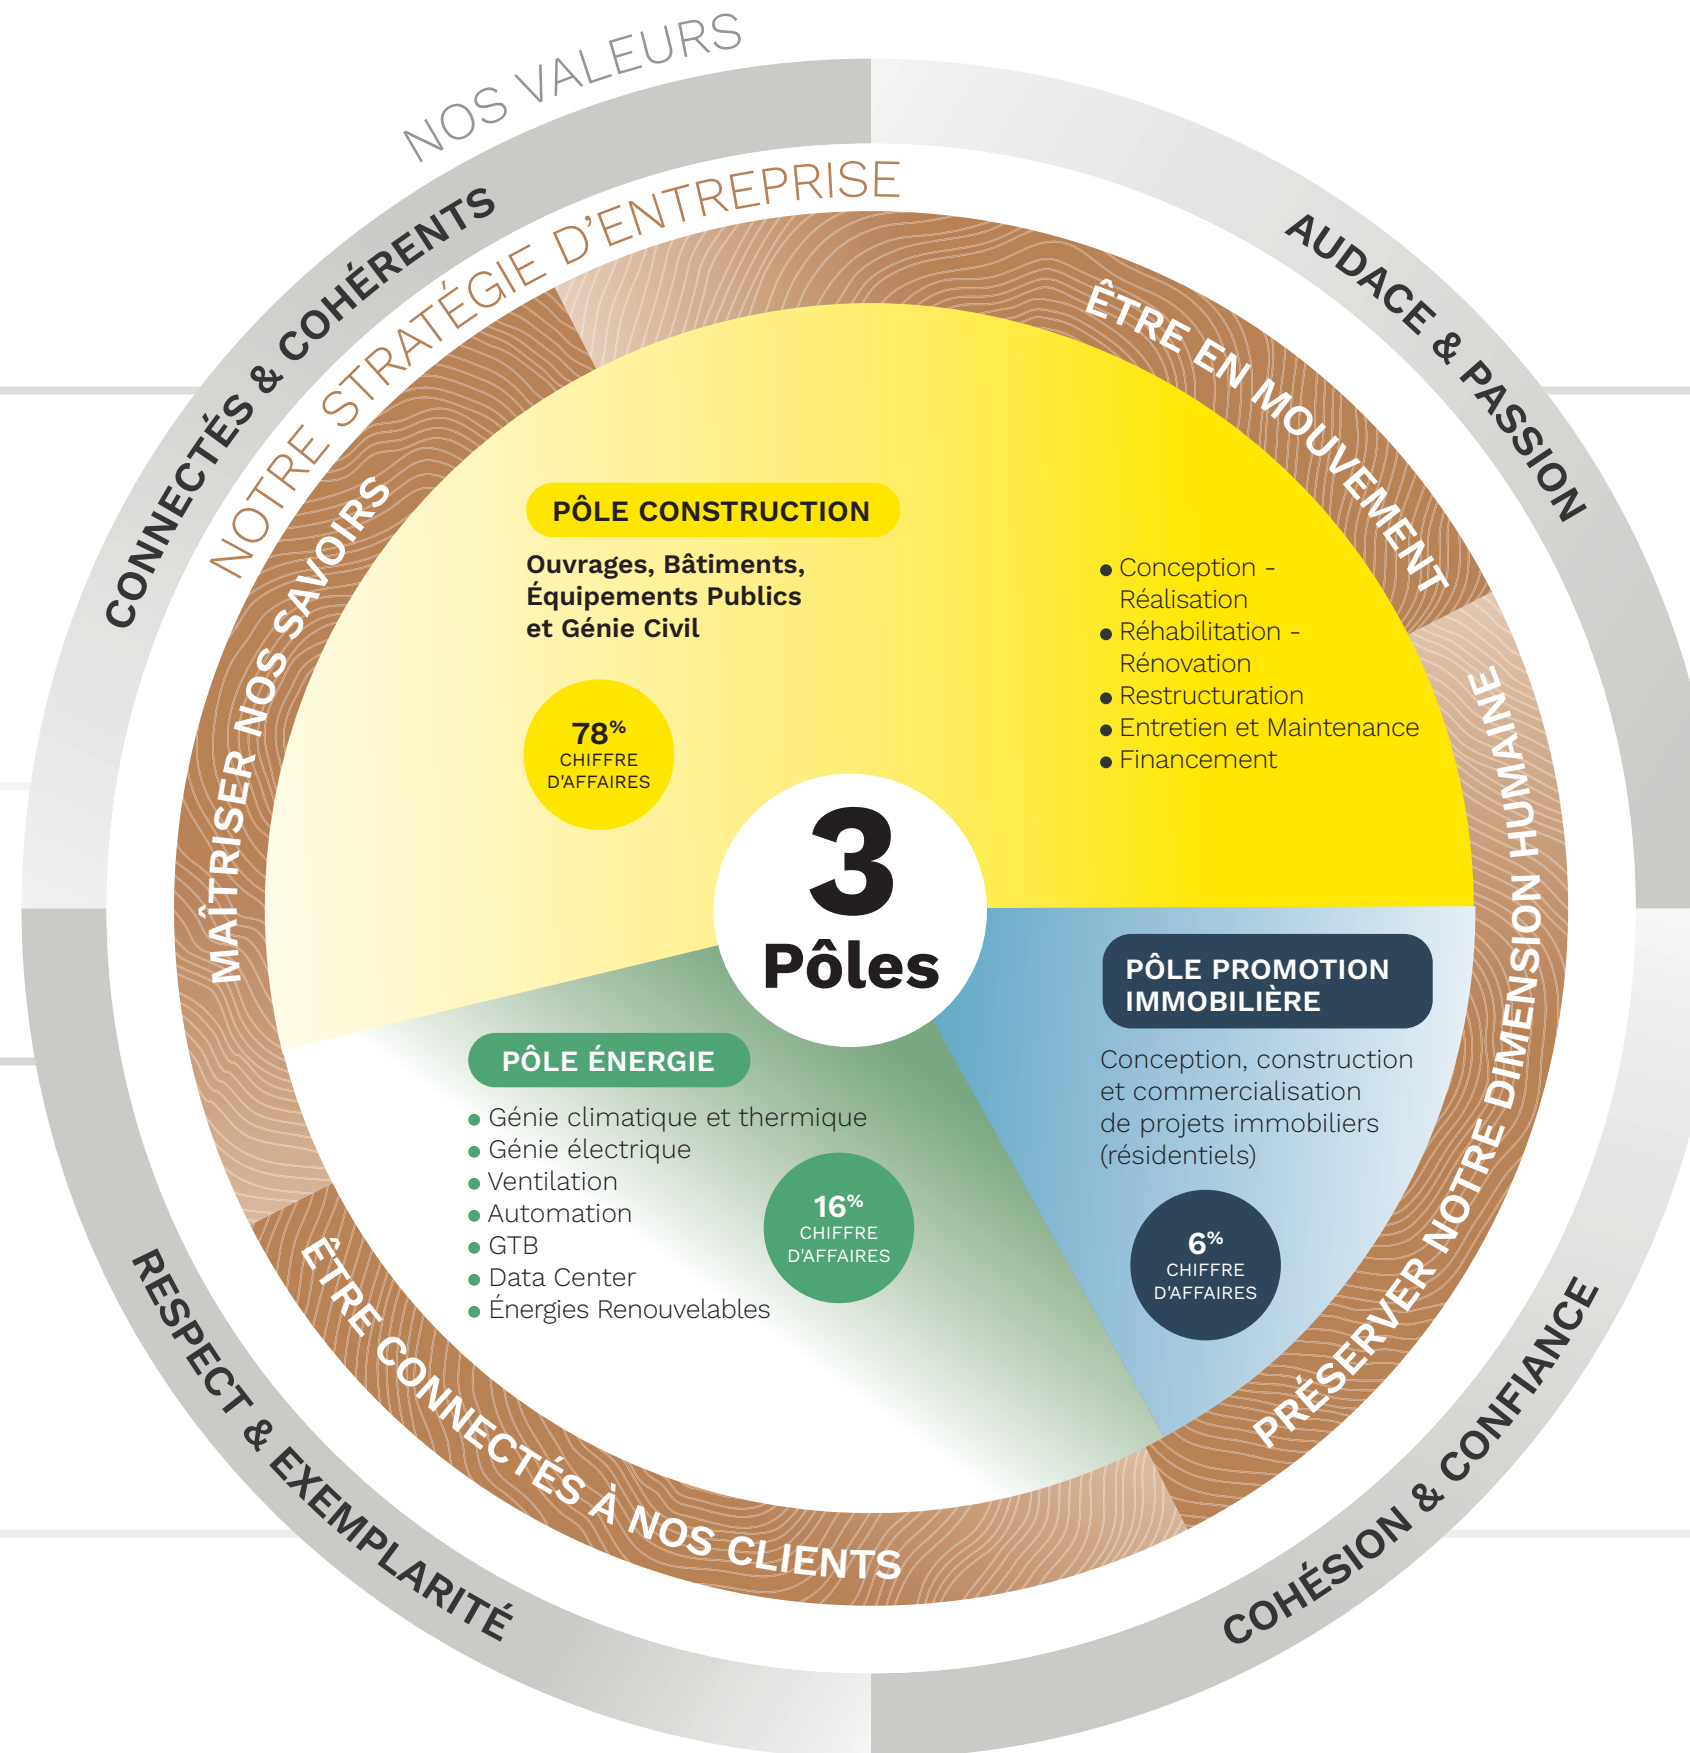 NOS VALEURS
CONNECTÉS & COHÉRENTS
AUDACE & PASSION
RESPECT & EXEMPLARITÉ
COHÉSION & CONFIANCE
NOTRE STRATÉGIE D’ENTREPRISE
MAÎTRISER NOS SAVOIRS
ÊTRE EN MOUVEMENT
PRÉSERVER NOTRE DIMENSION HUMAINE
ÊTRE CONNECTÉS À NOS CLIENTS
PÔLE CONSTRUCTION
Ouvrages, Bâtiments,
Équipements Publics
et Génie Civil
78%
CHIFFRE
D'AFFAIRES
● Conception -
Réalisation
● Réhabilitation -
Rénovation
● Restructuration
● Entretien et Maintenance
● Financement
3
Pôles
PÔLE ÉNERGIE
● Génie climatique et thermique
● Génie électrique
● Ventilation
● Automation
● GTB
● Data Center
● Énergies Renouvelables
16%
CHIFFRE
D'AFFAIRES
PÔLE PROMOTION
IMMOBILIÈRE
Conception, construction
et commercialisation
de projets immobiliers
(résidentiels)
6%
CHIFFRE
D'AFFAIRES